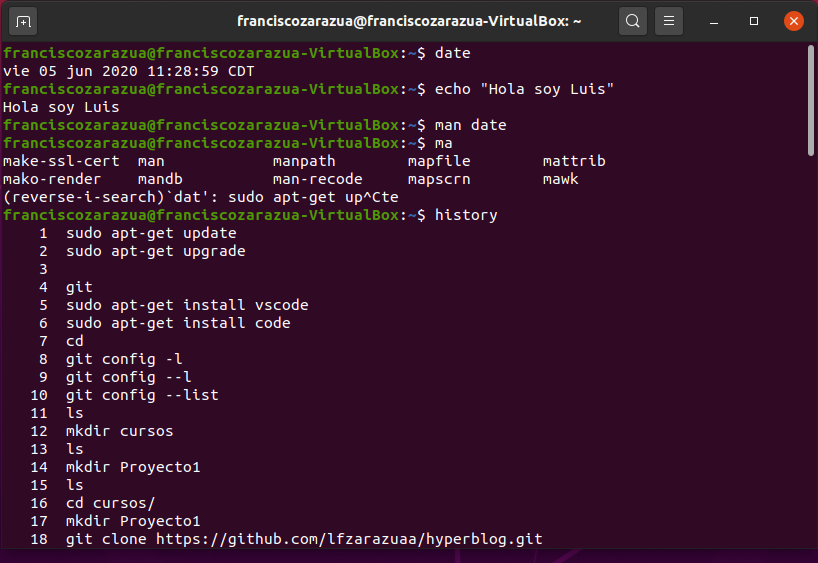 franciscozarazua@franciscozarazua-VirtualBox: ~
franciscozarazua@franciscozarazua-VirtualBox:~$ date
vie 05 jun 2020 11:28:59 CDT
franciscozarazua@franciscozarazua-VirtualBox:~$ echo "Hola soy Luis"
Hola soy Luis
franciscozarazua@franciscozarazua-VirtualBox:~$ man date
franciscozarazua@franciscozarazua-VirtualBox:~$ ma
make-ssl-cert  man            manpath        mapfile        mattrib
mako-render    mandb          man-recode     mapscrn        mawk
(reverse-i-search)`dat': sudo apt-get up^Cte
franciscozarazua@franciscozarazua-VirtualBox:~$ history
    1  sudo apt-get update
    2  sudo apt-get upgrade
    3
    4  git
    5  sudo apt-get install vscode
    6  sudo apt-get install code
    7  cd
    8  git config -l
    9  git config --l
   10  git config --list
   11  ls
   12  mkdir cursos
   13  ls
   14  mkdir Proyecto1
   15  ls
   16  cd cursos/
   17  mkdir Proyecto1
   18  git clone https://github.com/lfzarazuaa/hyperblog.git